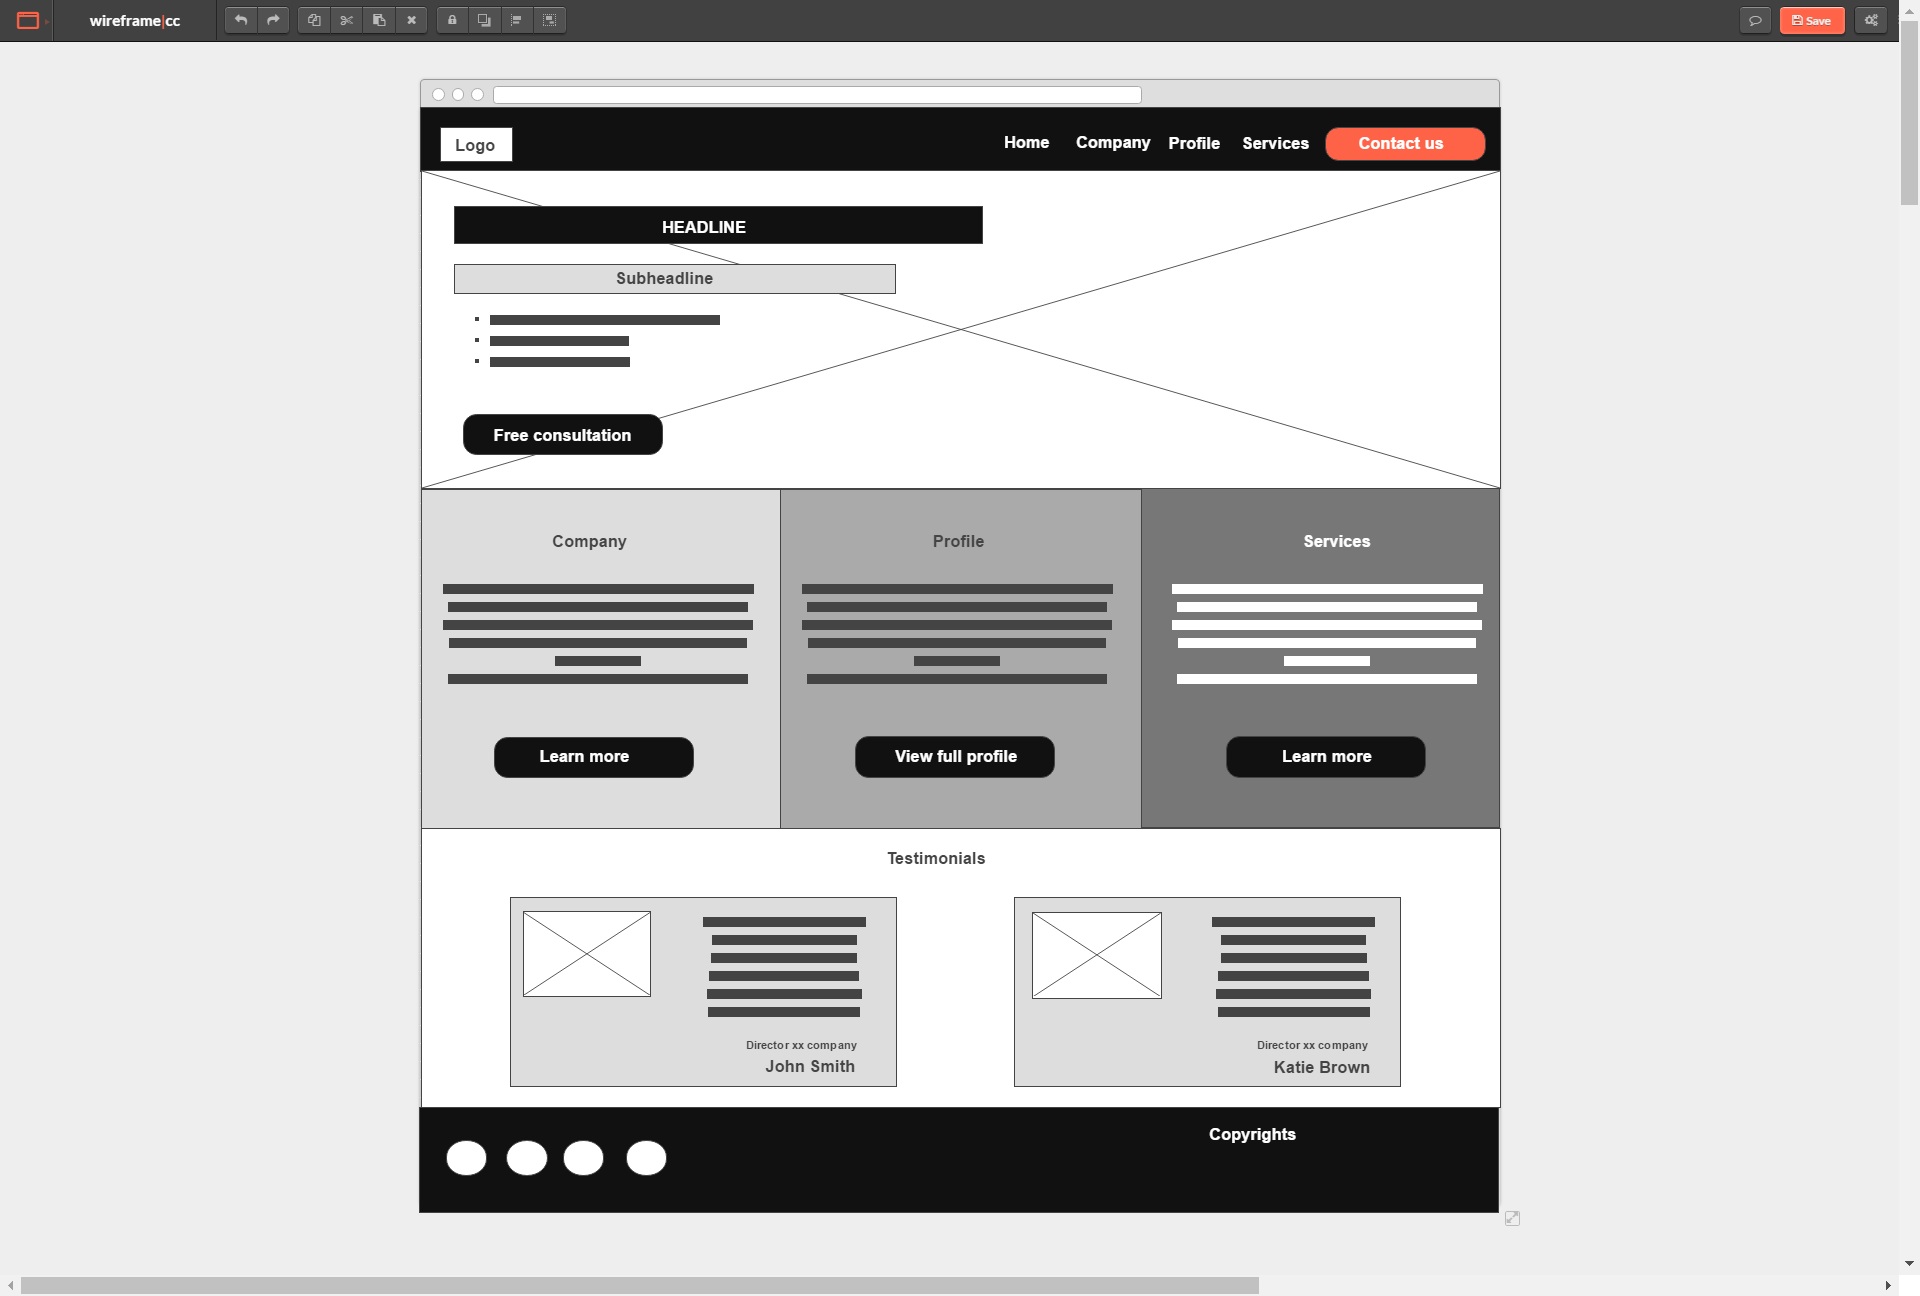 wireframe|cc
Save
Logo
Home Company Profile Services Contact us
HEADLINE
Subheadline
Free consultation
Company
Profile
Services
Learn more
View full profile
Learn more
Testimonials
Director xx company
John Smith
Director xx company
Katie Brown
Copyrights